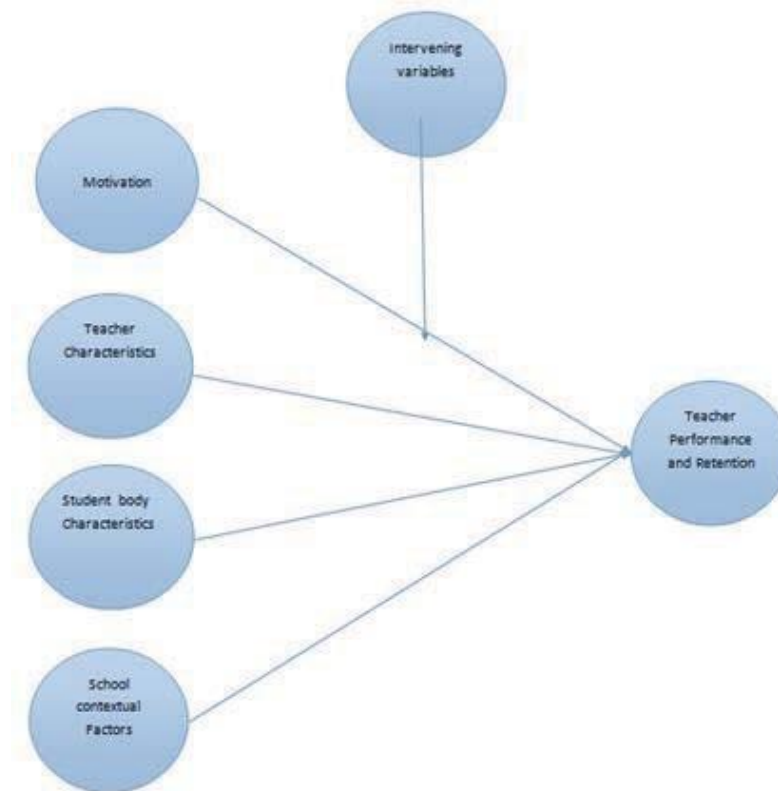 Intervening
variables
Motivation
Teacher
Characteristics
Teacher
Performance
and Retention
Student body
Characteristics
School
contextual
Factors